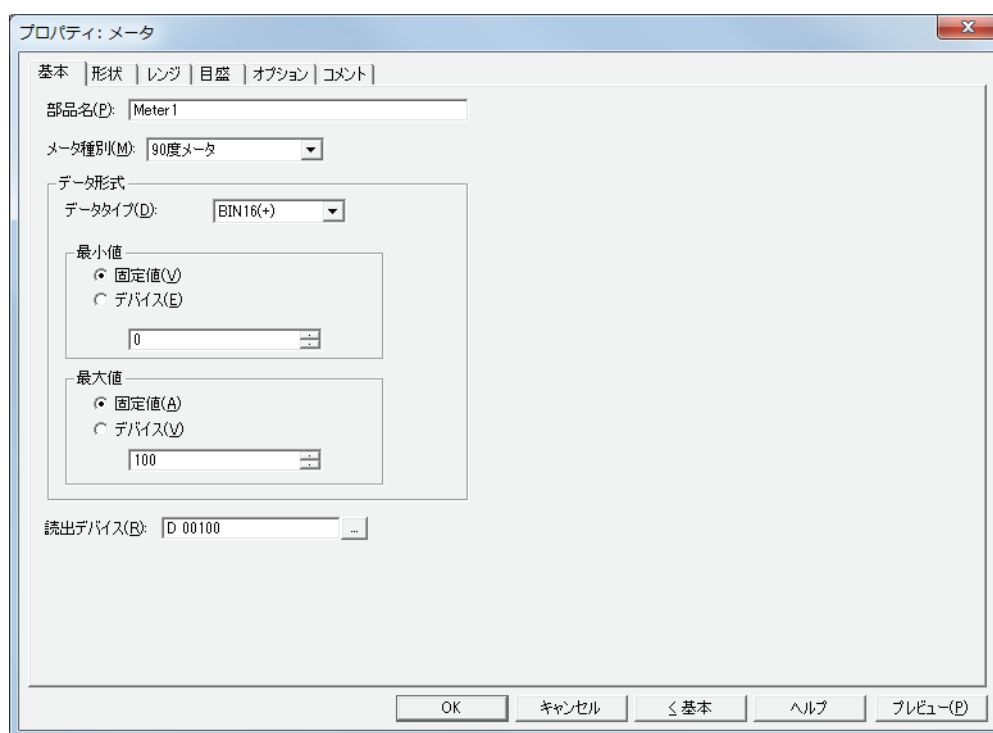 プロパティ: メータ
基本 形状 レンジ 目盛 オプション コメント
部品名(P): Meter1
メータ種別(M): 90度メータ
データ形式
データタイプ(D): BIN16(+)
最小値
固定値(V)
デバイス(E)
0
最大値
固定値(A)
デバイス(V)
100
読出デバイス(R): D 00100 ...
OK キャンセル < 基本 ヘルプ プレビュー(P)